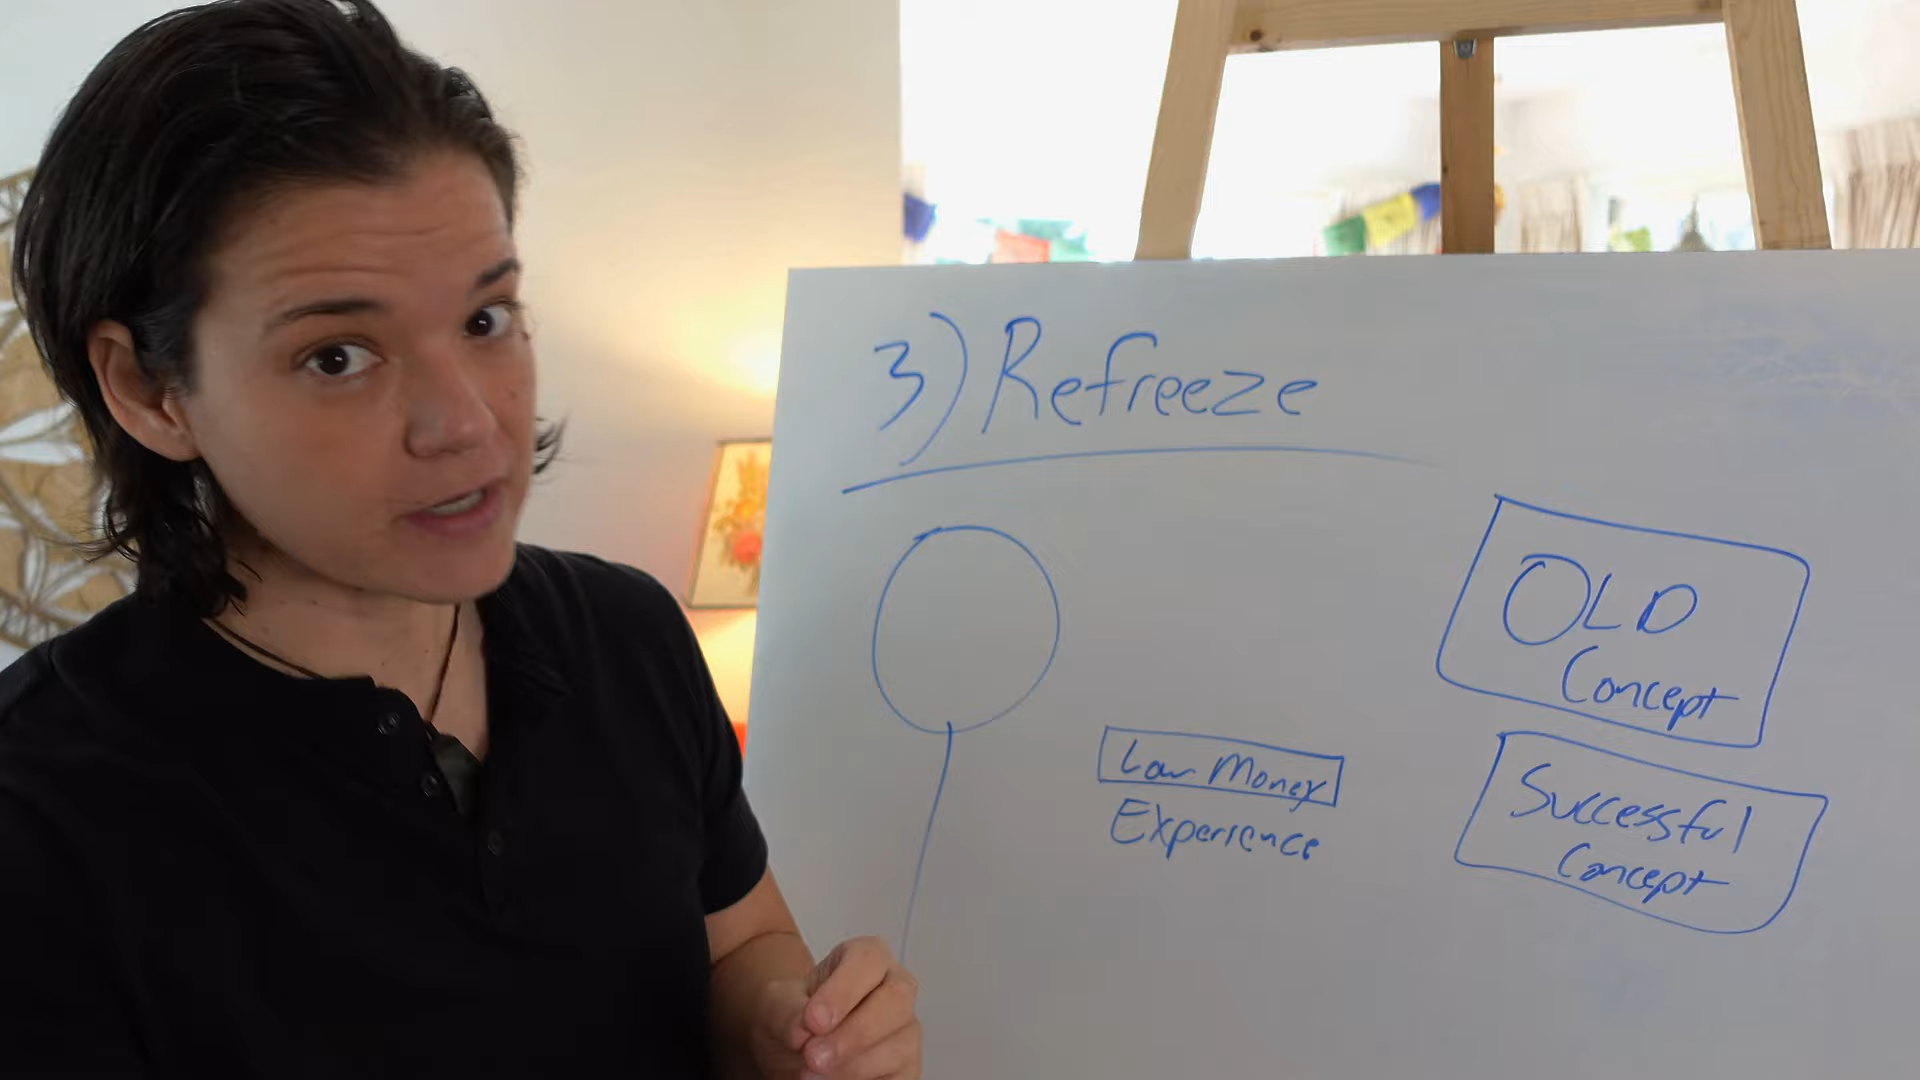 3) Refreeze
OLD
Concept
Low Money
Experience
Successful
Concept